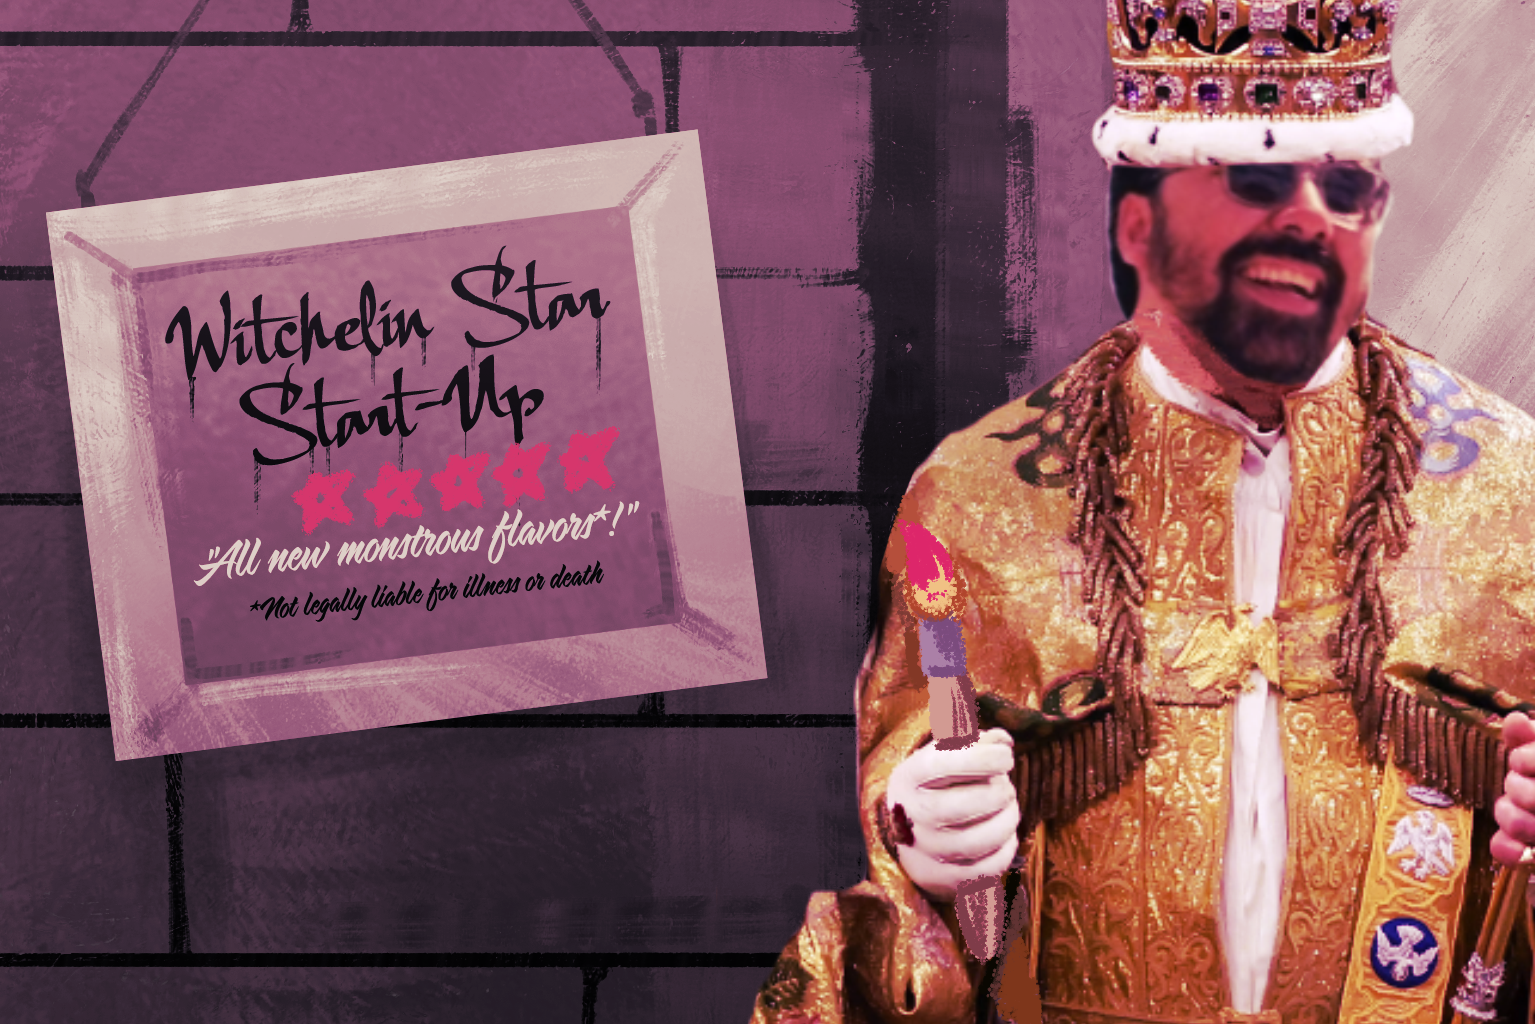 Witchelin Star
Start-Up
"All new monstrous flavors*!"
*Not legally liable for illness or death